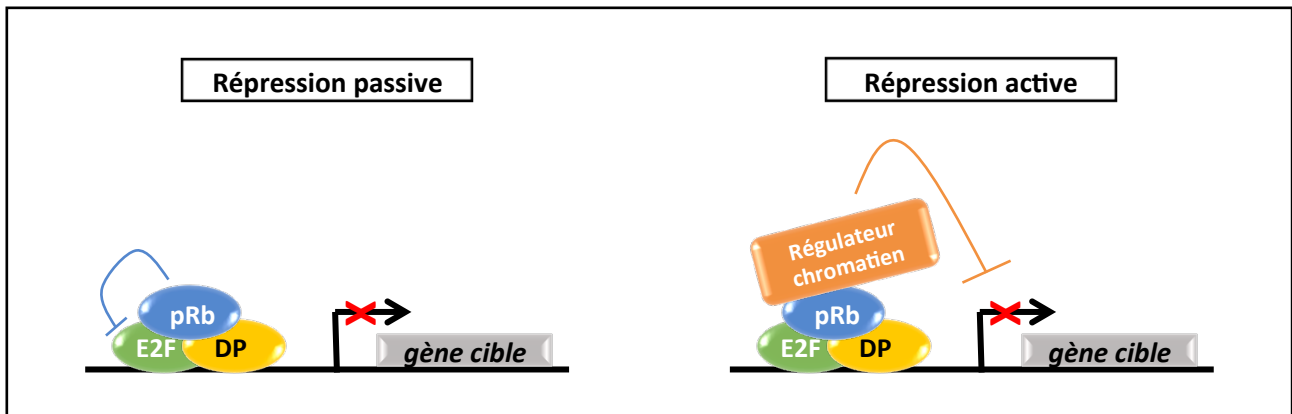 Répression passive
pRb
E2F
DP
gène cible
Répression active
Régulateur
chromatien
pRb
E2F
DP
gène cible